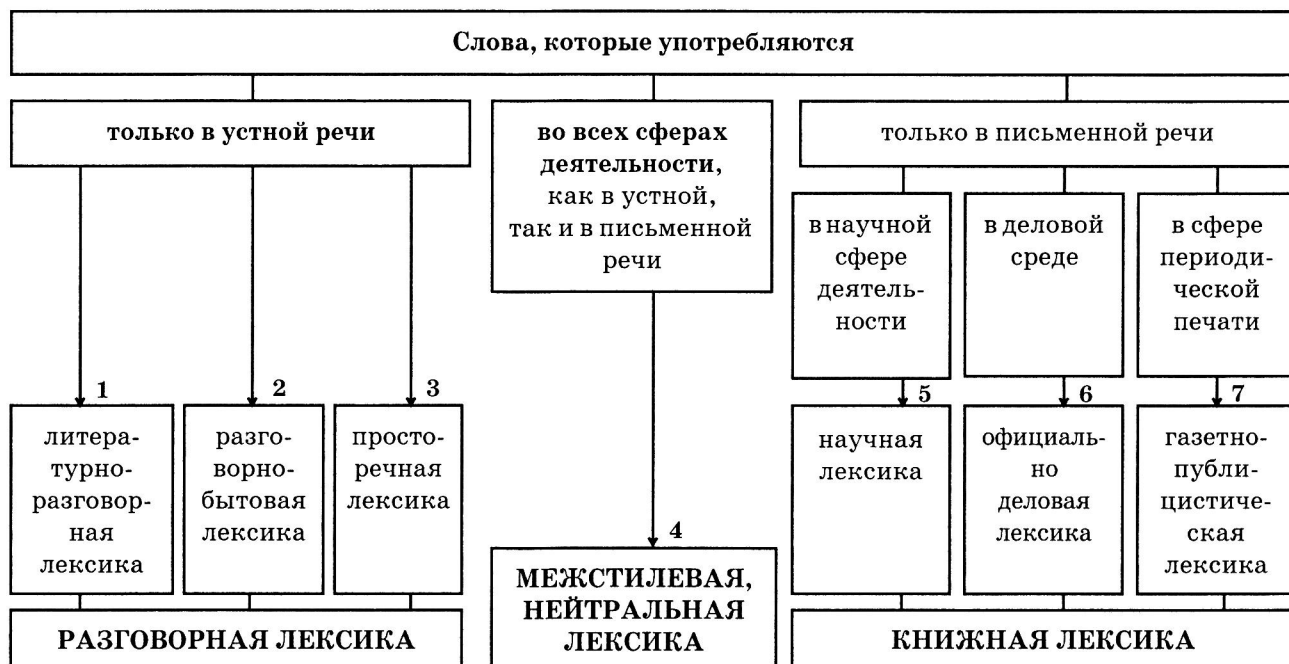 Слова, которые употребляются
только в устной речи
во всех сферах
деятельности,
как в устной,
так и в письменной
речи
только в письменной речи
в научной
сфере
деятель-
ности
в деловой
среде
в сфере
периоди-
ческой
печати
1
2
3
4
5
6
7
литера-
турно-
разговор-
ная
лексика
разго-
ворно-
бытовая
лексика
просто-
речная
лексика
МЕЖСТИЛЕВАЯ,
НЕЙТРАЛЬНАЯ
ЛЕКСИКА
научная
лексика
официаль-
но
деловая
лексика
газетно-
публи-
цистиче-
ская
лексика
РАЗГОВОРНАЯ ЛЕКСИКА
КНИЖНАЯ ЛЕКСИКА